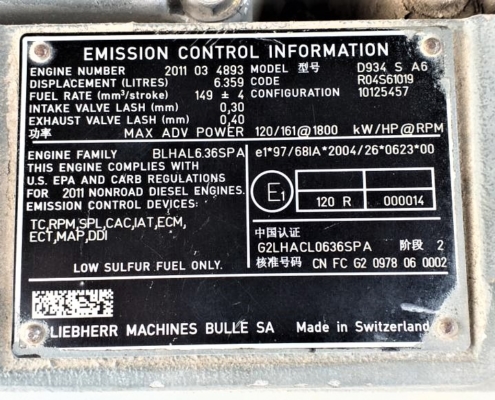 EMISSION CONTROL INFORMATION
ENGINE NUMBER 2011 03 4893 MODEL 型号 D934 S A6
DISPLACEMENT (LITRES) 6.359 CODE R04S61019
FUEL RATE (mm³/stroke) 149 ± 4 CONFIGURATION 10125457
INTAKE VALVE LASH (mm) 0,30
EXHAUST VALVE LASH (mm) 0,40
功率 MAX ADV POWER 120/161@1800 kW/HP@RPM
ENGINE FAMILY BLHAL6.36SPA
THIS ENGINE COMPLIES WITH
U.S. EPA AND CARB REGULATIONS
FOR 2011 NONROAD DIESEL ENGINES.
EMISSION CONTROL DEVICES:
TC,RPM,SPL,CAC,IAT,ECM,
ECT,MAP,DDI
LOW SULFUR FUEL ONLY.
e1*97/68IA*2004/26*0623*00
E1
120 R 000014
中国认证
G2LHACL0636SPA 阶段 2
核准号码 CN FC G2 0978 06 0002
LIEBHERR MACHINES BULLE SA Made in Switzerland